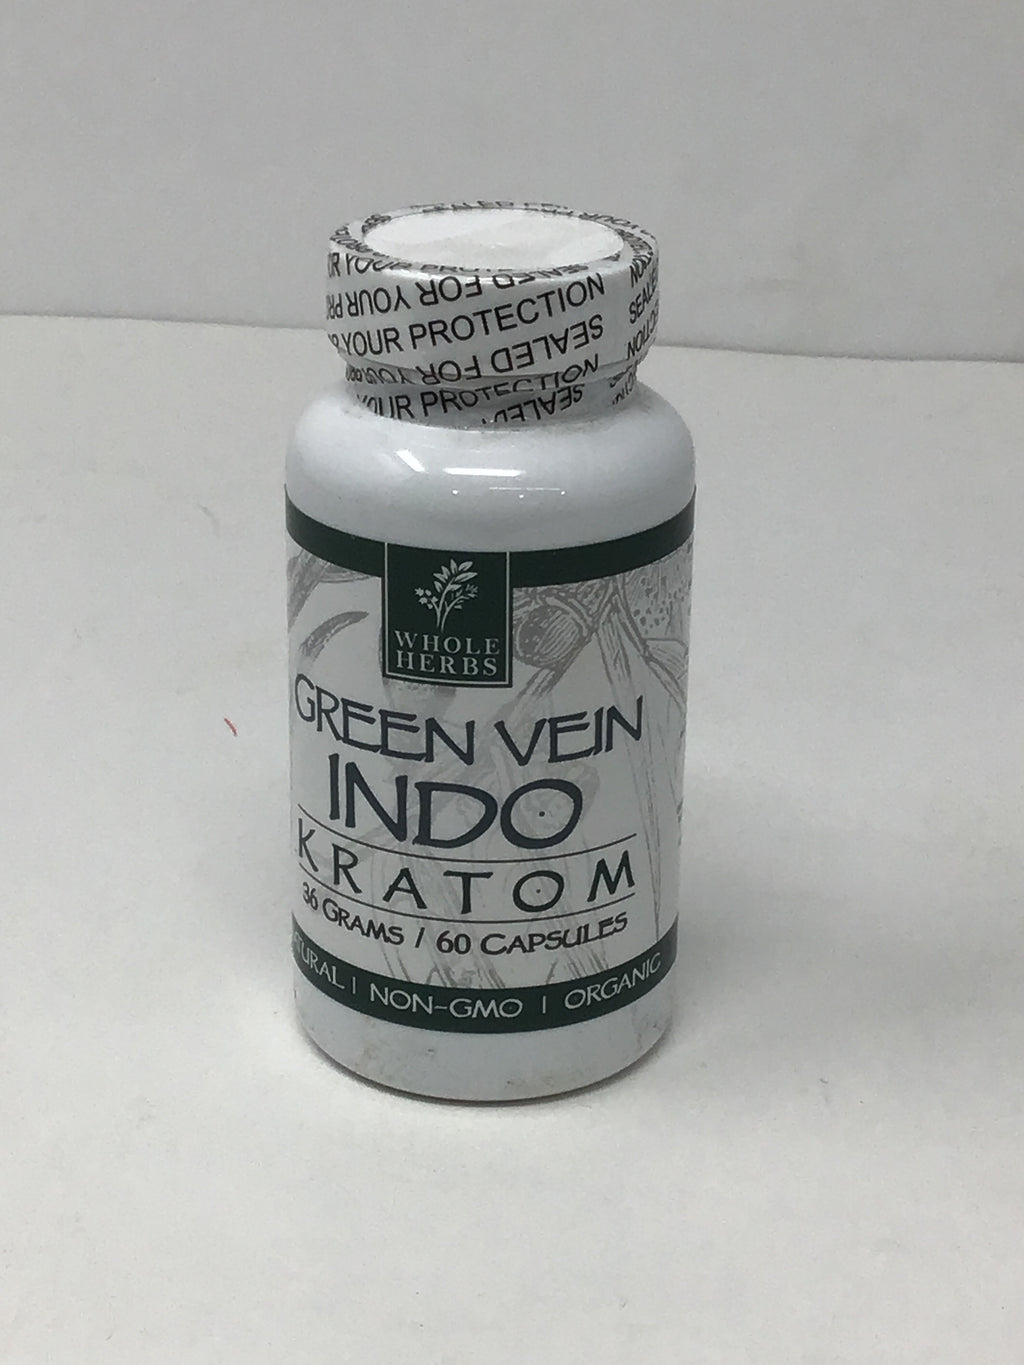 YOUR PROTECTION
SEALED FOR
YOUR PROTECTION
SEALED
WHOLE
HERBS
GREEN VEIN
INDO
KRATOM
36 GRAMS / 60 CAPSULES
| NON-GMO | ORGANIC